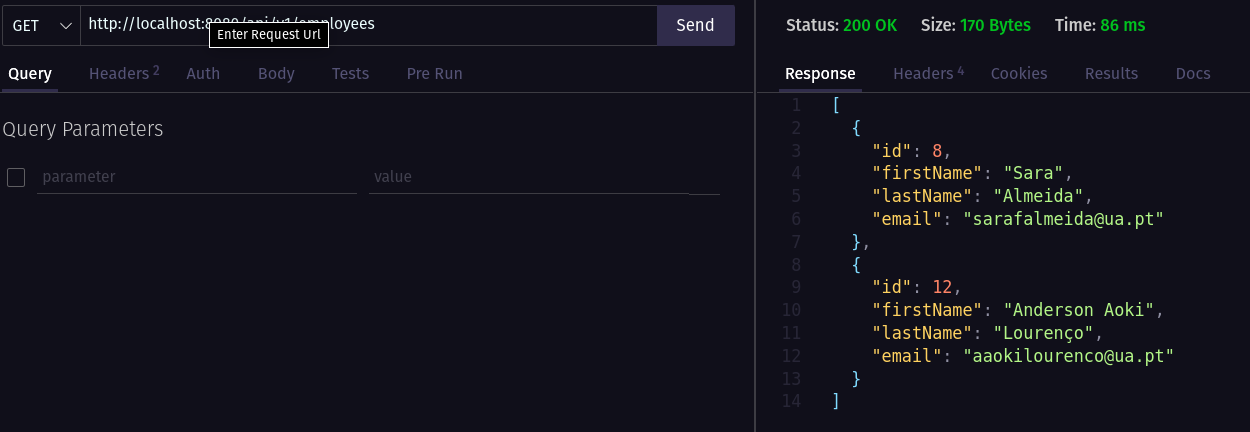 GET http://localhost:8080/api/v1/employees Send
Enter Request Url
Query Headers 2 Auth Body Tests Pre Run
Query Parameters
parameter value
Status: 200 OK Size: 170 Bytes Time: 86 ms
Response Headers 4 Cookies Results Docs
1 [
2 {
3 "id": 8,
4 "firstName": "Sara",
5 "lastName": "Almeida",
6 "email": "sarafalmeida@ua.pt"
7 },
8 {
9 "id": 12,
10 "firstName": "Anderson Aoki",
11 "lastName": "Lourenço",
12 "email": "aaokilourenco@ua.pt"
13 }
14 ]